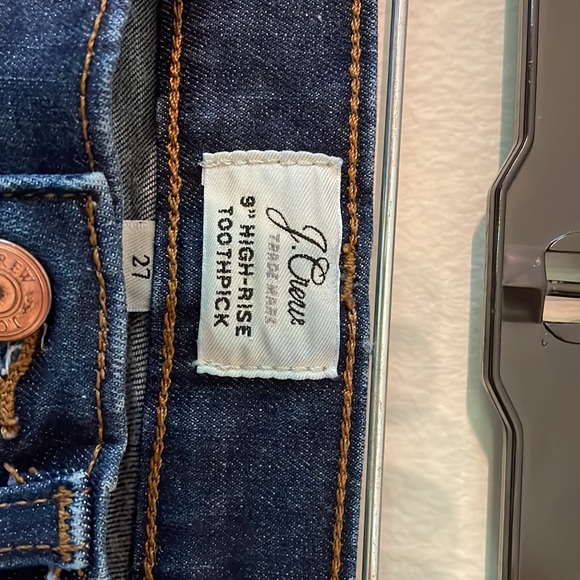 J.Crew
TRADE MARK
9" HIGH-RISE
TOOTHPICK
27